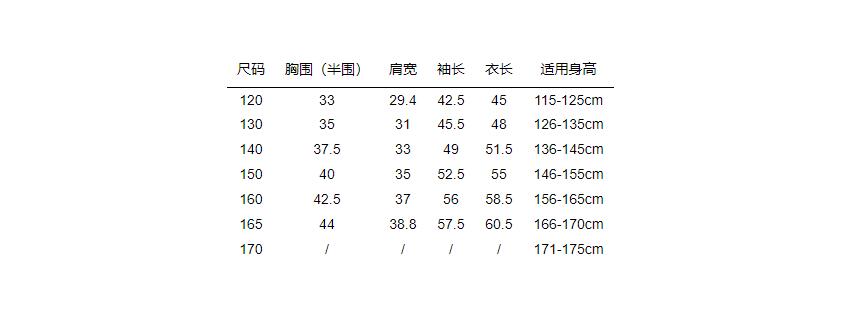 尺码 胸围（半围） 肩宽 袖长 衣长 适用身高
120 33 29.4 42.5 45 115-125cm
130 35 31 45.5 48 126-135cm
140 37.5 33 49 51.5 136-145cm
150 40 35 52.5 55 146-155cm
160 42.5 37 56 58.5 156-165cm
165 44 38.8 57.5 60.5 166-170cm
170 / / / / 171-175cm